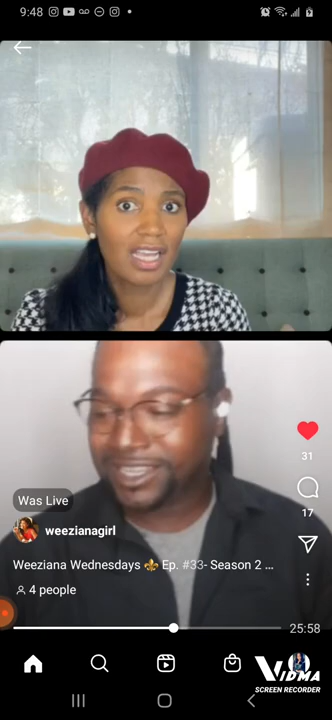 9:48
Was Live
weezianagirl
Weeziana Wednesdays ⚜ Ep. #33- Season 2 ...
4 people
31
17
25:58
VIDMA
SCREEN RECORDER